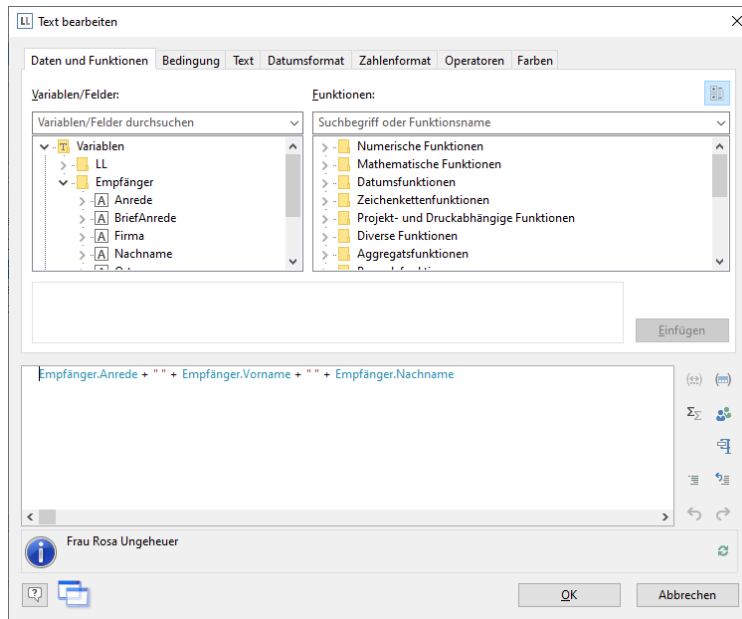 LL Text bearbeiten
Daten und Funktionen Bedingung Text Datumsformat Zahlenformat Operatoren Farben
Variablen/Felder: Funktionen:
Variablen/Felder durchsuchen Suchbegriff oder Funktionsname
T Variablen Numerische Funktionen
LL Mathematische Funktionen
Empfänger Datumsfunktionen
A Anrede Zeichenkettenfunktionen
A BriefAnrede Projekt- und Druckabhängige Funktionen
A Firma Diverse Funktionen
A Nachname Aggregatsfunktionen
Einfügen
Empfänger.Anrede + " " + Empfänger.Vorname + " " + Empfänger.Nachname
Frau Rosa Ungeheuer
OK Abbrechen